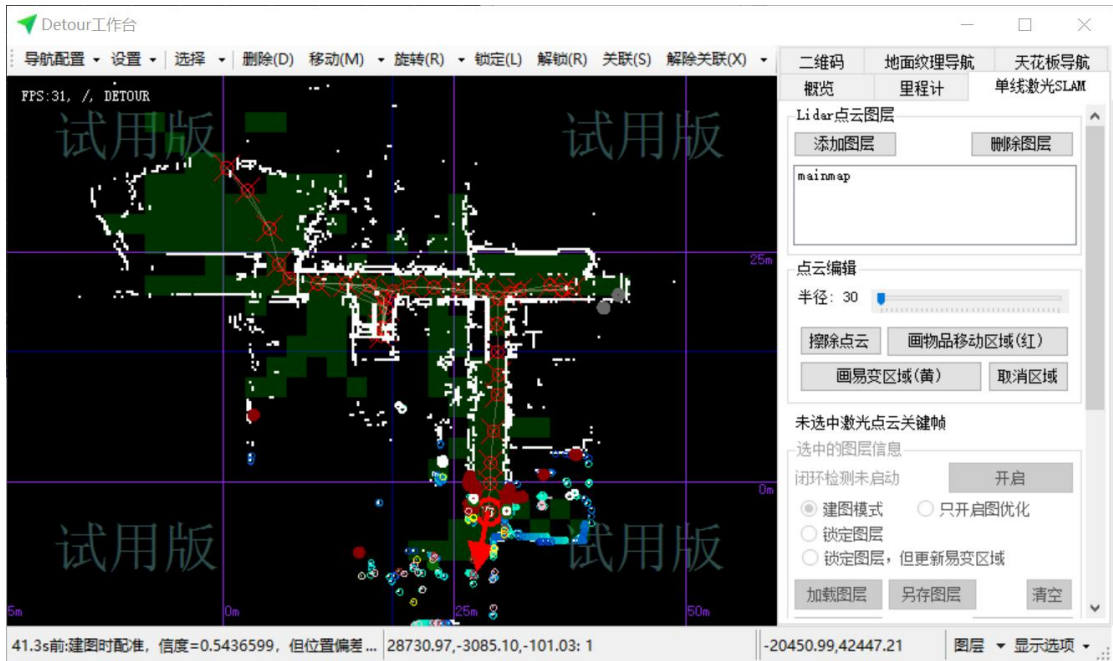 Detour工作台
导航配置 设置 选择 删除(D) 移动(M) 旋转(R) 锁定(L) 解锁(R) 关联(S) 解除关联(X)
二维码 地面纹理导航 天花板导航
概览 里程计 单线激光SLAM
FPS:31, /, DETOUR
试用版 试用版
Lidar点云图层
添加图层 删除图层
mainmap
25m
点云编辑
半径: 30
擦除点云 画物品移动区域(红)
画易变区域(黄) 取消区域
未选中激光点云关键帧
选中的图层信息
闭环检测未启动 开启
0m
建图模式 只开启图优化
锁定图层
锁定图层,但更新易变区域
试用版 试用版
加载图层 另存图层 清空
5m 0m 25m 50m
41.3s前:建图时配准, 信度=0.5436599, 但位置偏差... 28730.97,-3085.10,-101.03: 1 -20450.99,42447.21 图层 显示选项